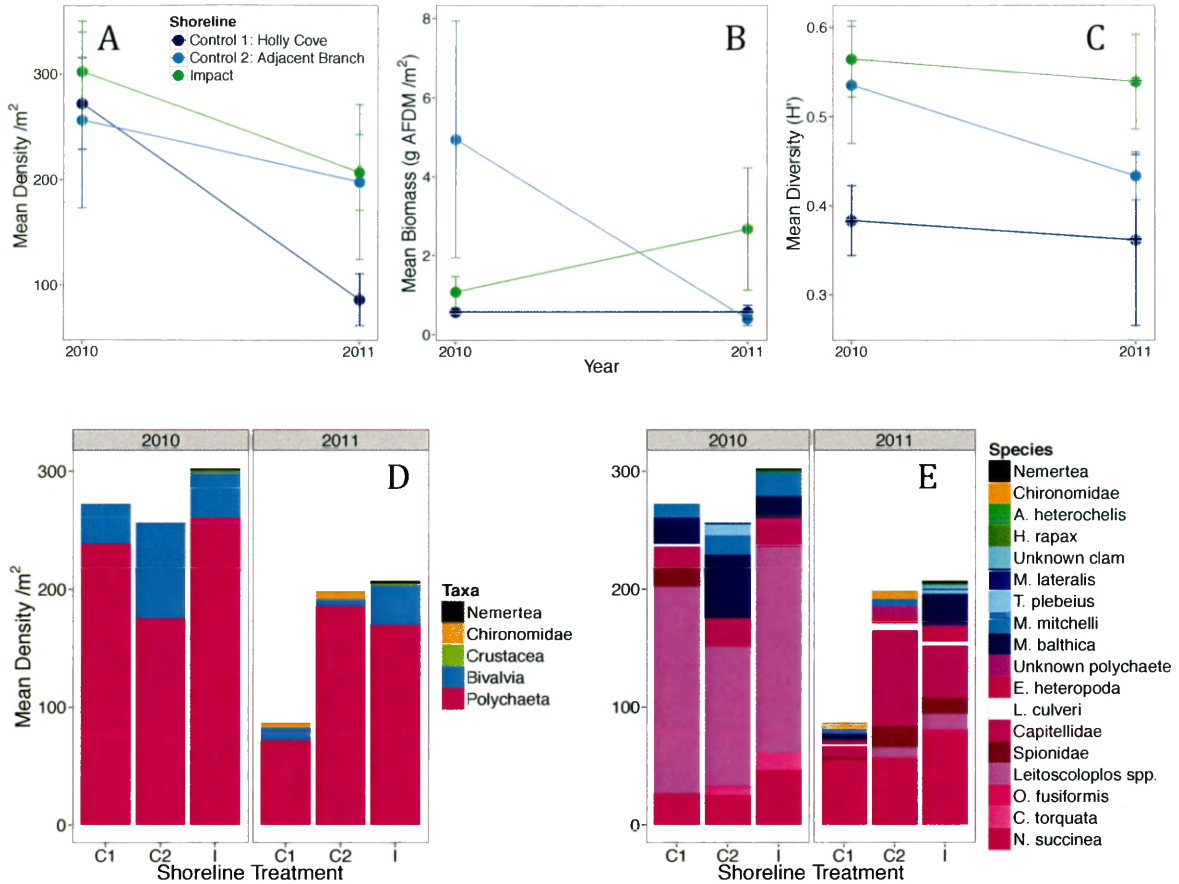 A
Shoreline
Control 1: Holly Cove
Control 2: Adjacent Branch
Impact
Mean Density /m2
300
200
100
2010
2011
B
Mean Biomass (g AFDM /m2)
8
6
4
2
0
2010
2011
Year
C
Mean Diversity (H')
0.6
0.5
0.4
0.3
2010
2011
D
2010
2011
Mean Density /m2
300
200
100
0
C1
C2
I
C1
C2
I
Shoreline Treatment
Taxa
Nemertea
Chironomidae
Crustacea
Bivalvia
Polychaeta
E
2010
2011
300
200
100
0
C1
C2
I
C1
C2
I
Shoreline Treatment
Species
Nemertea
Chironomidae
A. heterochelis
H. rapax
Unknown clam
M. lateralis
T. plebeius
M. mitchelli
M. balthica
Unknown polychaete
E. heteropoda
L. culveri
Capitellidae
Spionidae
Leitoscoloplos spp.
O. fusiformis
C. torquata
N. succinea